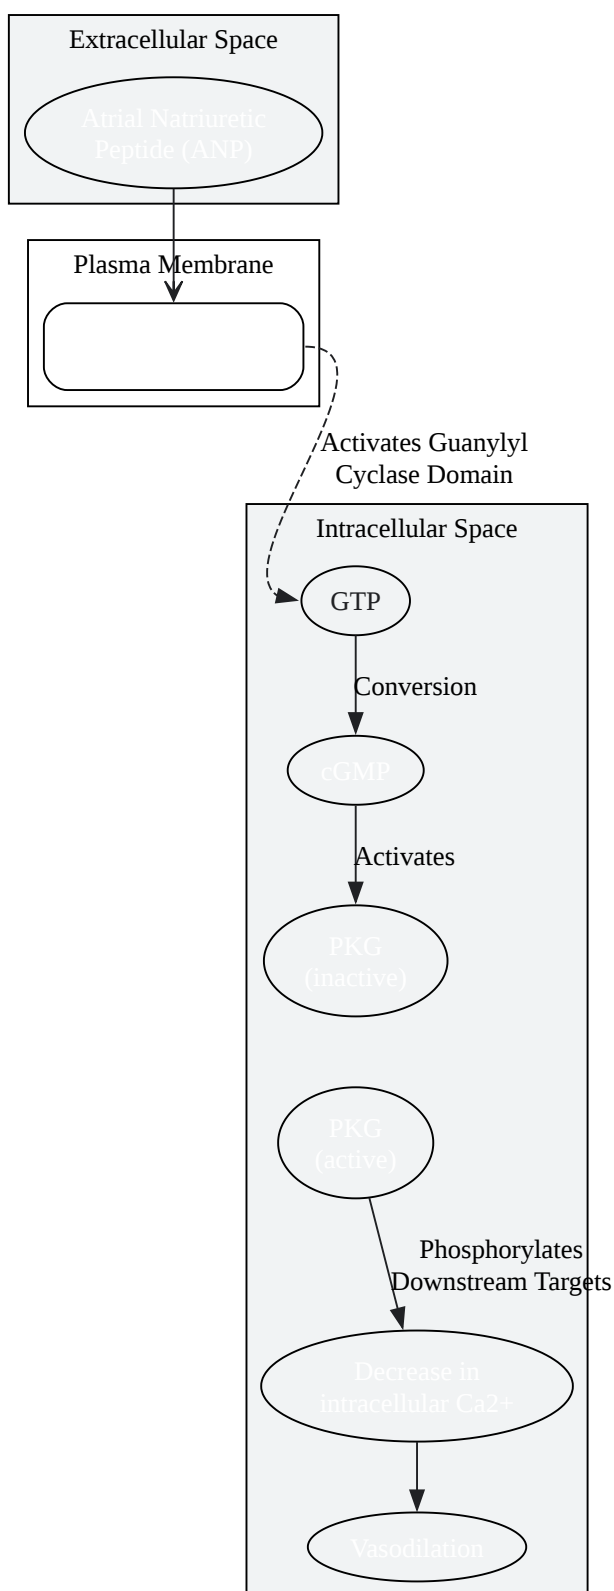 Extracellular Space
Atrial Natriuretic
Peptide (ANP)
Plasma Membrane
Activates Guanylyl
Cyclase Domain
Intracellular Space
GTP
Conversion
cGMP
Activates
PKG
(inactive)
PKG
(active)
Phosphorylates
Downstream Targets
Decrease in
intracellular Ca2+
Vasodilation